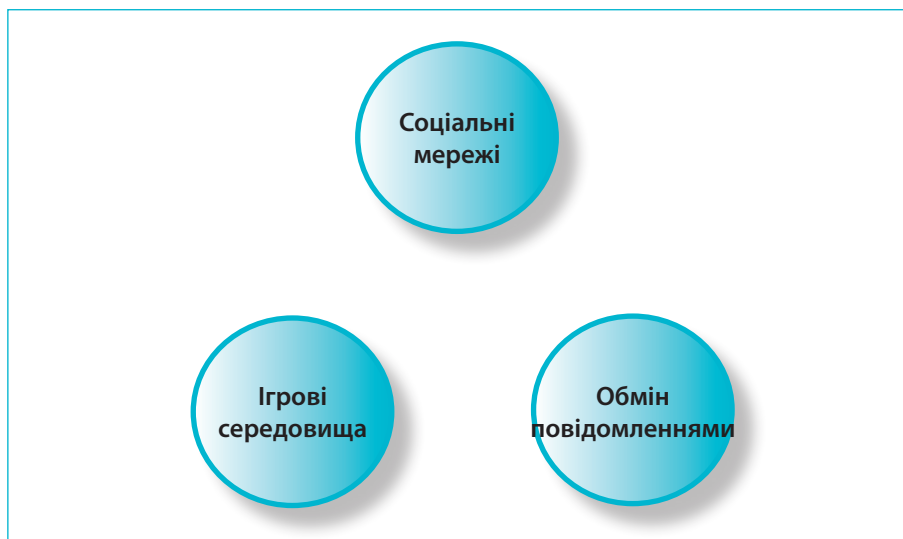 Соціальні
мережі
Ігрові
середовища
Обмін
повідомленнями